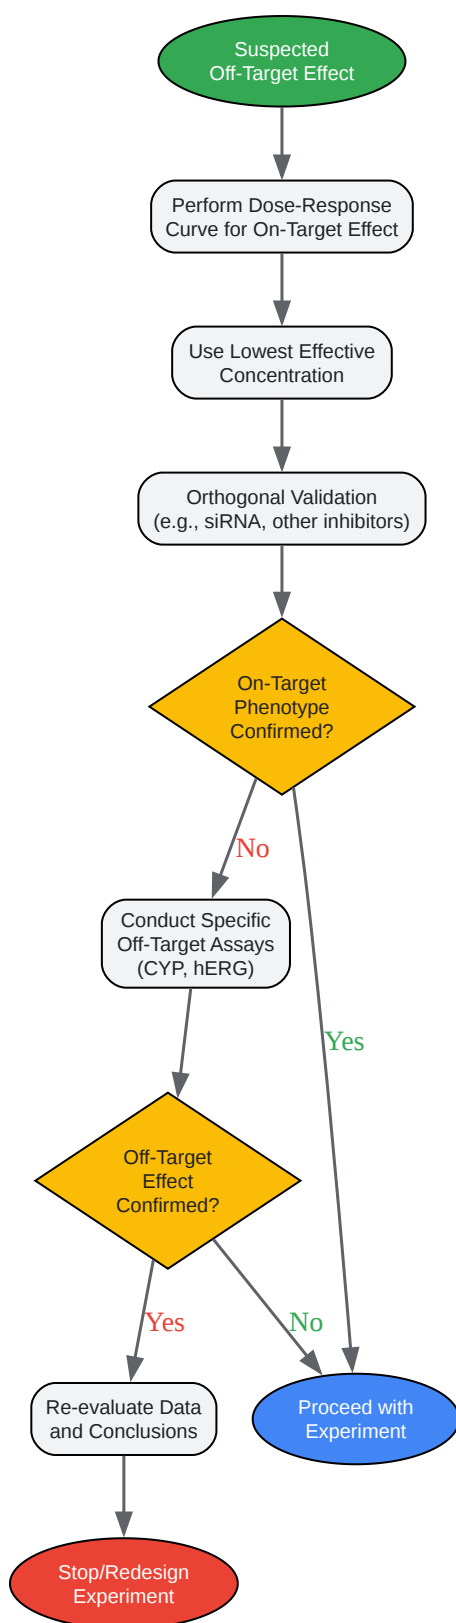 Suspected
Off-Target Effect
Perform Dose-Response
Curve for On-Target Effect
Use Lowest Effective
Concentration
Orthogonal Validation
(e.g., siRNA, other inhibitors)
On-Target
Phenotype
Confirmed?
No
Conduct Specific
Off-Target Assays
(CYP, hERG)
Yes
Off-Target
Effect
Confirmed?
Yes
No
Re-evaluate Data
and Conclusions
Proceed with
Experiment
Stop/Redesign
Experiment